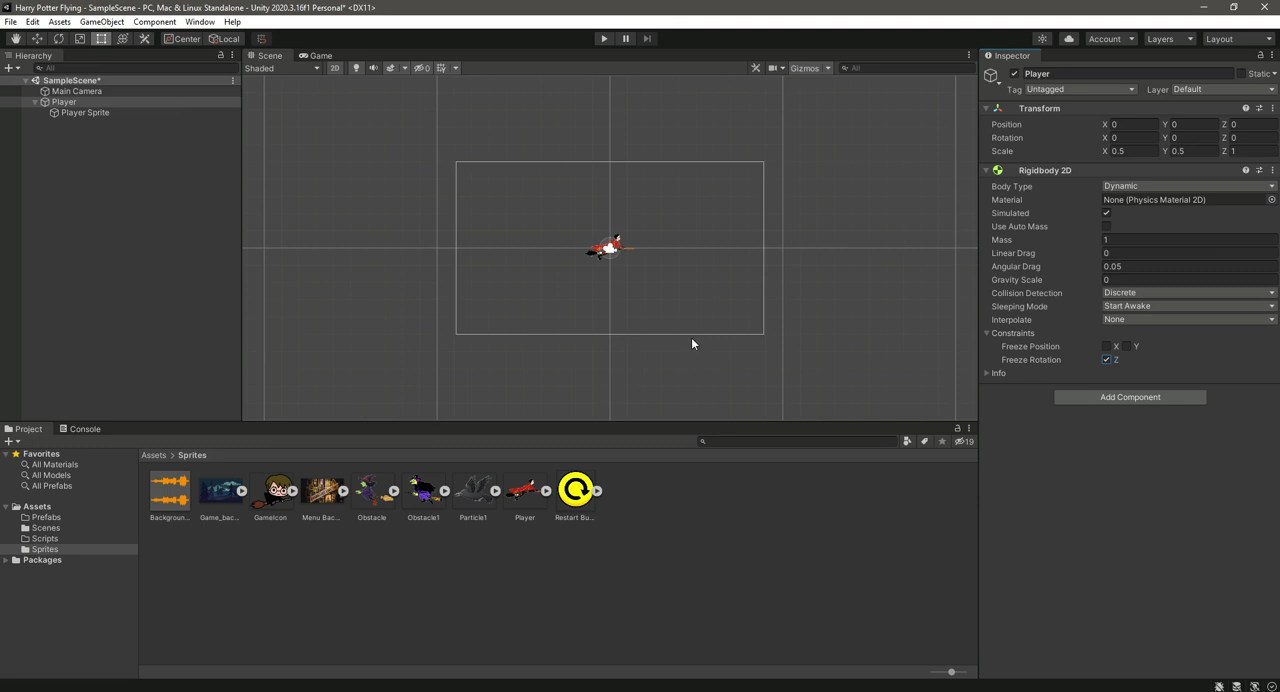 Harry Potter Flying - SampleScene - PC, Mac & Linux Standalone - Unity 2020.3.16f1 Personal* <DX11>
File Edit Assets GameObject Component Window Help
Center Local Account Layers Layout
Hierarchy Scene Game Inspector
All Shaded 2D 0 Gizmos All Player Static
SampleScene*
Main Camera
Player
Player Sprite
Tag Untagged Layer Default
Transform
Position X 0 Y 0 Z 0
Rotation X 0 Y 0 Z 0
Scale X 0.5 Y 0.5 Z 1
Rigidbody 2D
Body Type Dynamic
Material None (Physics Material 2D)
Simulated
Use Auto Mass
Mass 1
Linear Drag 0
Angular Drag 0.05
Gravity Scale 0
Collision Detection Discrete
Sleeping Mode Start Awake
Interpolate None
Constraints
Freeze Position X Y
Freeze Rotation Z
Info
Add Component
Project Console
19
Favorites
All Materials
All Models
All Prefabs
Assets
Prefabs
Scenes
Scripts
Sprites
Packages
Assets > Sprites
Backgroun... Game_bac... GameIcon Menu Bac... Obstacle Obstacle1 Particle1 Player Restart Bu...